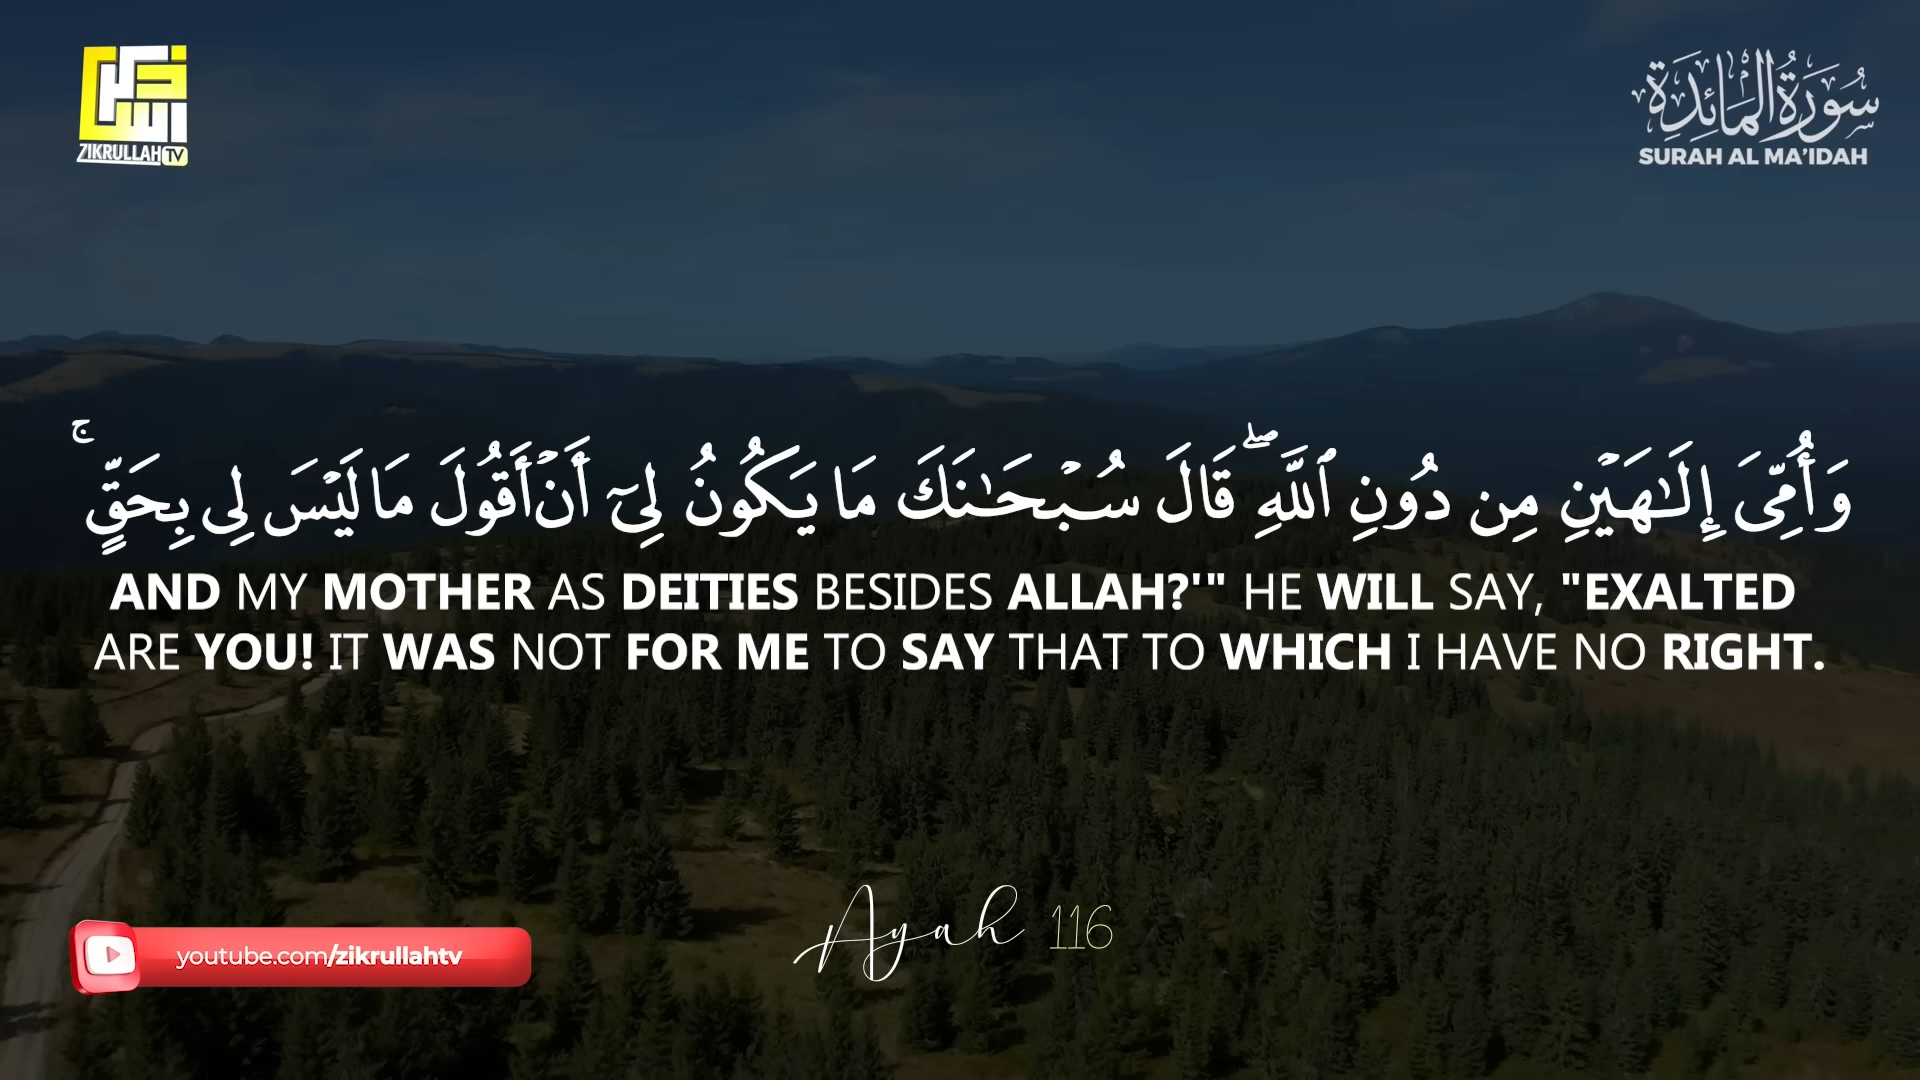 ذكر الله
ZIKRULLAH TV
سُورَةُ المَائِدَةِ
SURAH AL MA'IDAH
وَأُمِّىَ إِلَـٰهَيْنِ مِن دُونِ ٱللَّهِ ۖ قَالَ سُبْحَـٰنَكَ مَا يَكُونُ لِىٓ أَنْ أَقُولَ مَا لَيْسَ لِى بِحَقٍّ ۚ
AND MY MOTHER AS DEITIES BESIDES ALLAH?'" HE WILL SAY, "EXALTED
ARE YOU! IT WAS NOT FOR ME TO SAY THAT TO WHICH I HAVE NO RIGHT.
Ayah 116
youtube.com/zikrullahtv